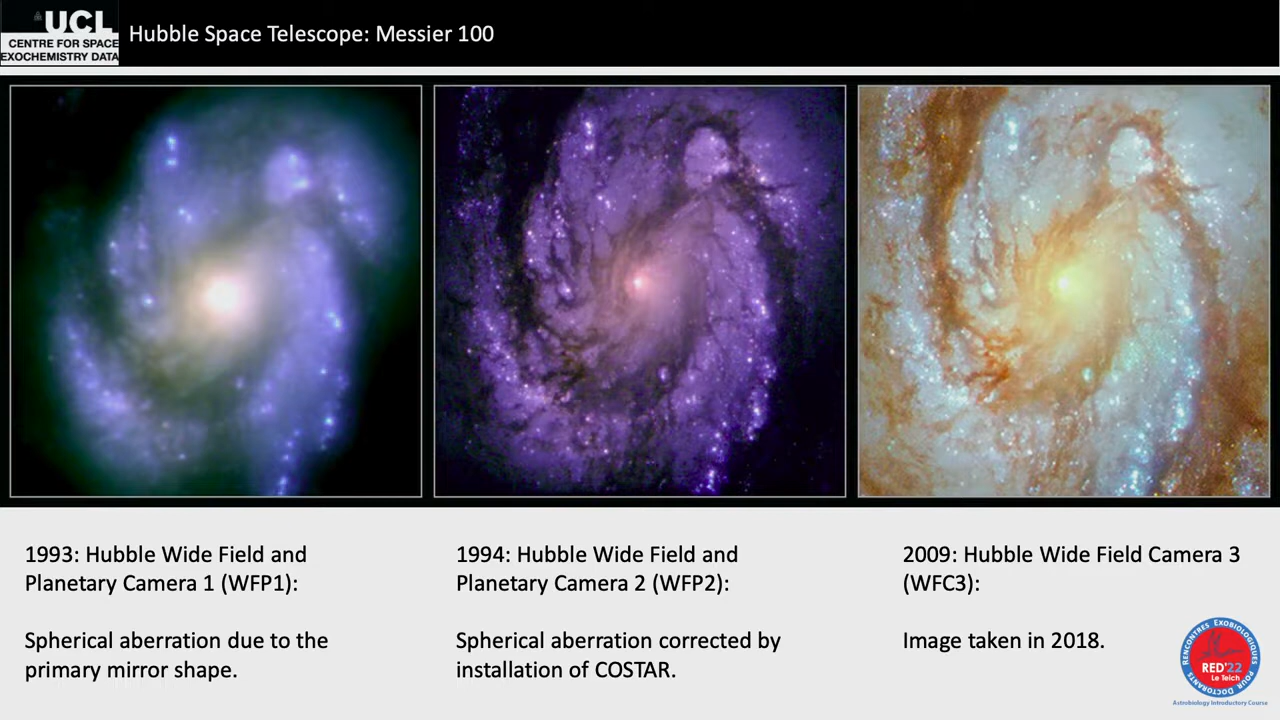 UCL
CENTRE FOR SPACE
EXOCHEMISTRY DATA
Hubble Space Telescope: Messier 100
1993: Hubble Wide Field and
Planetary Camera 1 (WFP1):
Spherical aberration due to the
primary mirror shape.
1994: Hubble Wide Field and
Planetary Camera 2 (WFP2):
Spherical aberration corrected by
installation of COSTAR.
2009: Hubble Wide Field Camera 3
(WFC3):
Image taken in 2018.
RENCONTRES EXOBIOLOGIQUES
POUR DOCTORANTS
RED'22
Le Teich
Astrobiology Introductory Course